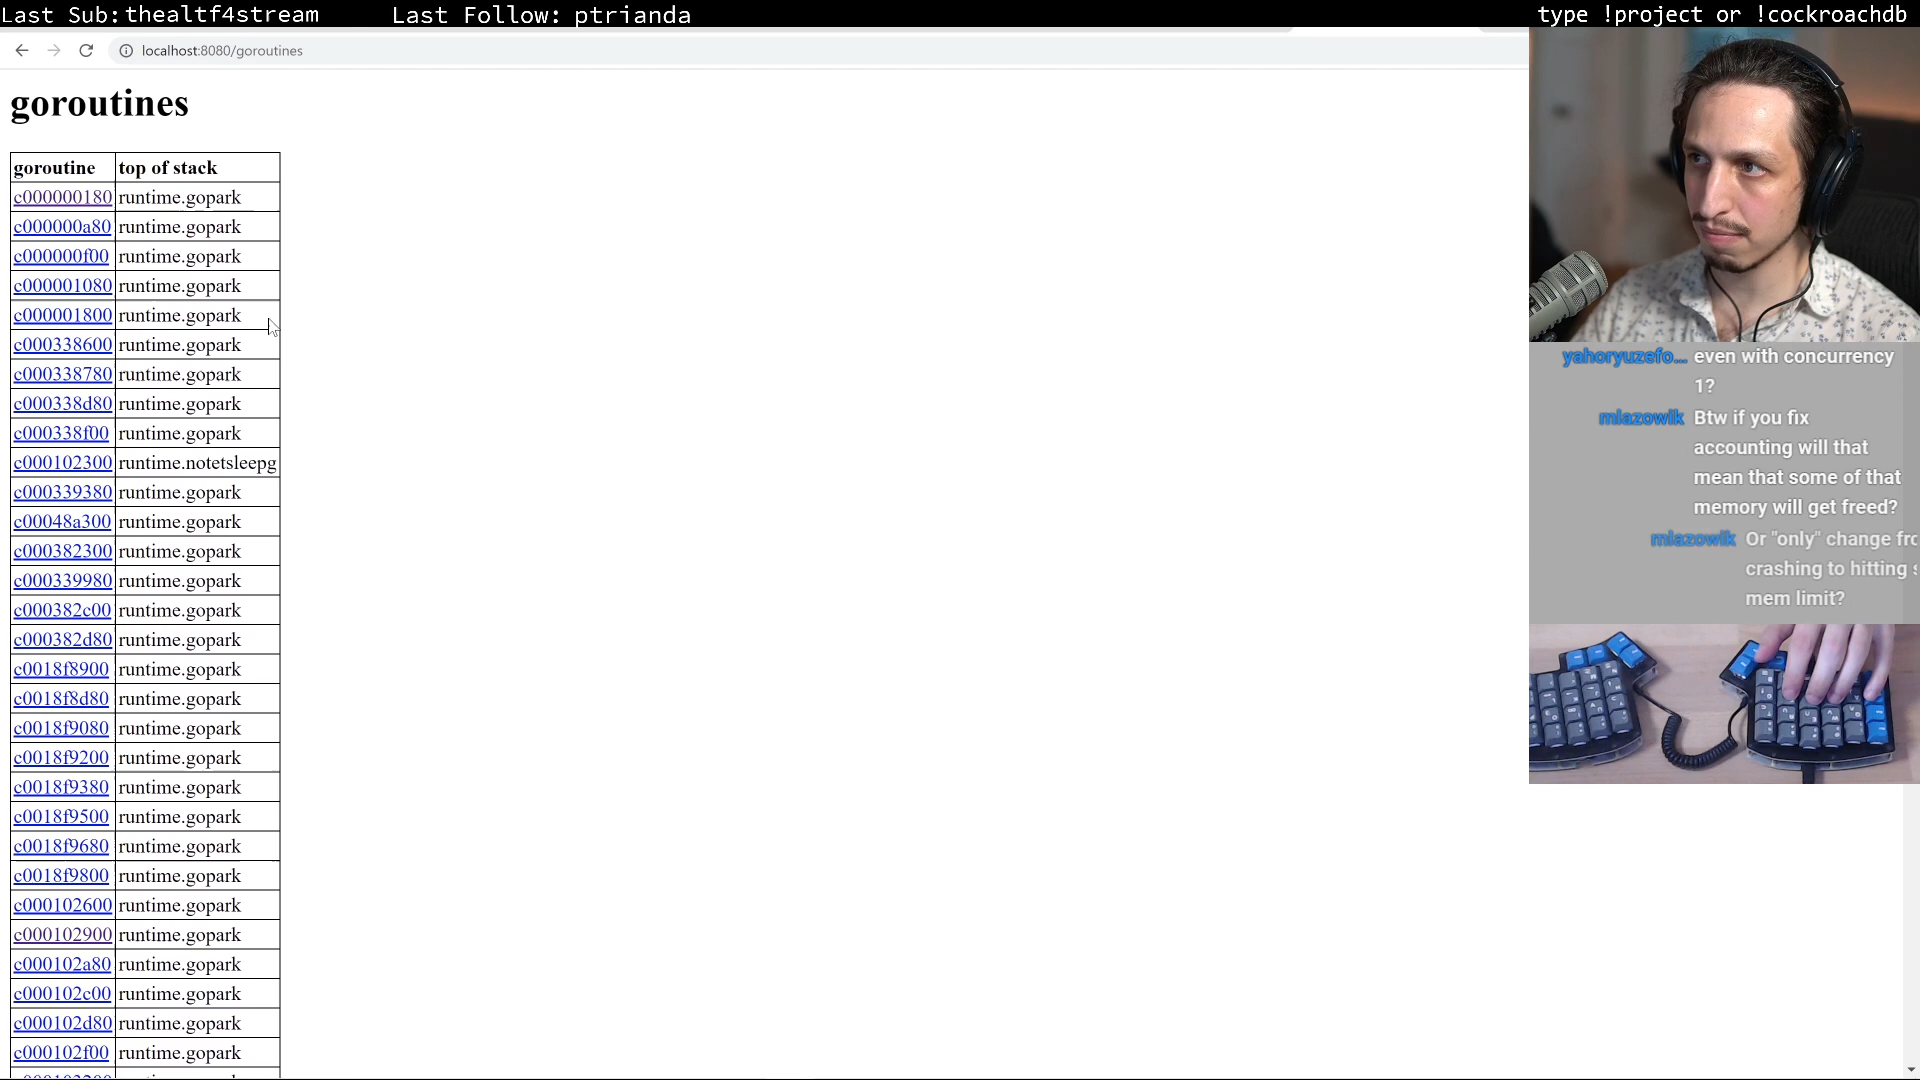 Last Sub: thealtf4stream
Last Follow: ptrianda
type !project or !cockroachdb
localhost:8080/goroutines
goroutines
goroutine top of stack
c000000180 runtime.gopark
c000000a80 runtime.gopark
c000000f00 runtime.gopark
c000001080 runtime.gopark
c000001800 runtime.gopark
c000338600 runtime.gopark
c000338780 runtime.gopark
c000338d80 runtime.gopark
c000338f00 runtime.gopark
c000102300 runtime.notetsleepg
c000339380 runtime.gopark
c00048a300 runtime.gopark
c000382300 runtime.gopark
c000339980 runtime.gopark
c000382c00 runtime.gopark
c000382d80 runtime.gopark
c0018f8900 runtime.gopark
c0018f8d80 runtime.gopark
c0018f9080 runtime.gopark
c0018f9200 runtime.gopark
c0018f9380 runtime.gopark
c0018f9500 runtime.gopark
c0018f9680 runtime.gopark
c0018f9800 runtime.gopark
c000102600 runtime.gopark
c000102900 runtime.gopark
c000102a80 runtime.gopark
c000102c00 runtime.gopark
c000102d80 runtime.gopark
c000102f00 runtime.gopark
yahoryuzefo... even with concurrency
1?
mlazowik Btw if you fix
accounting will that
mean that some of that
memory will get freed?
mlazowik Or "only" change
crashing to hitting
mem limit?